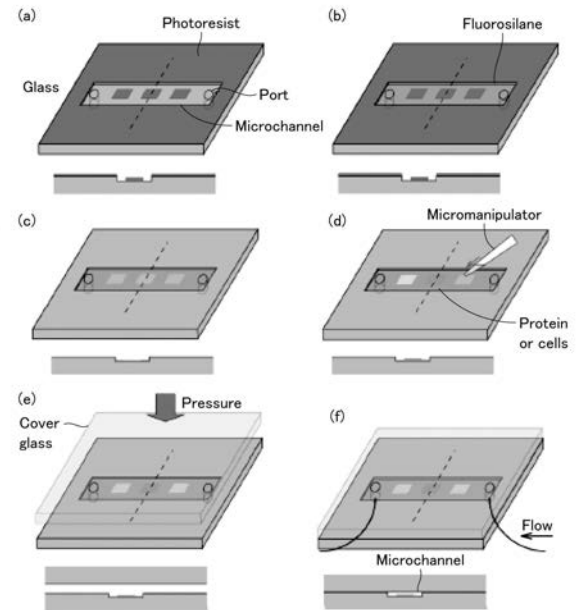 (a)
Photoresist
Glass
Port
Microchannel
(b)
Fluorosilane
(c)
(d)
Micromanipulator
Protein
or cells
(e)
Pressure
Cover
glass
(f)
Flow
Microchannel